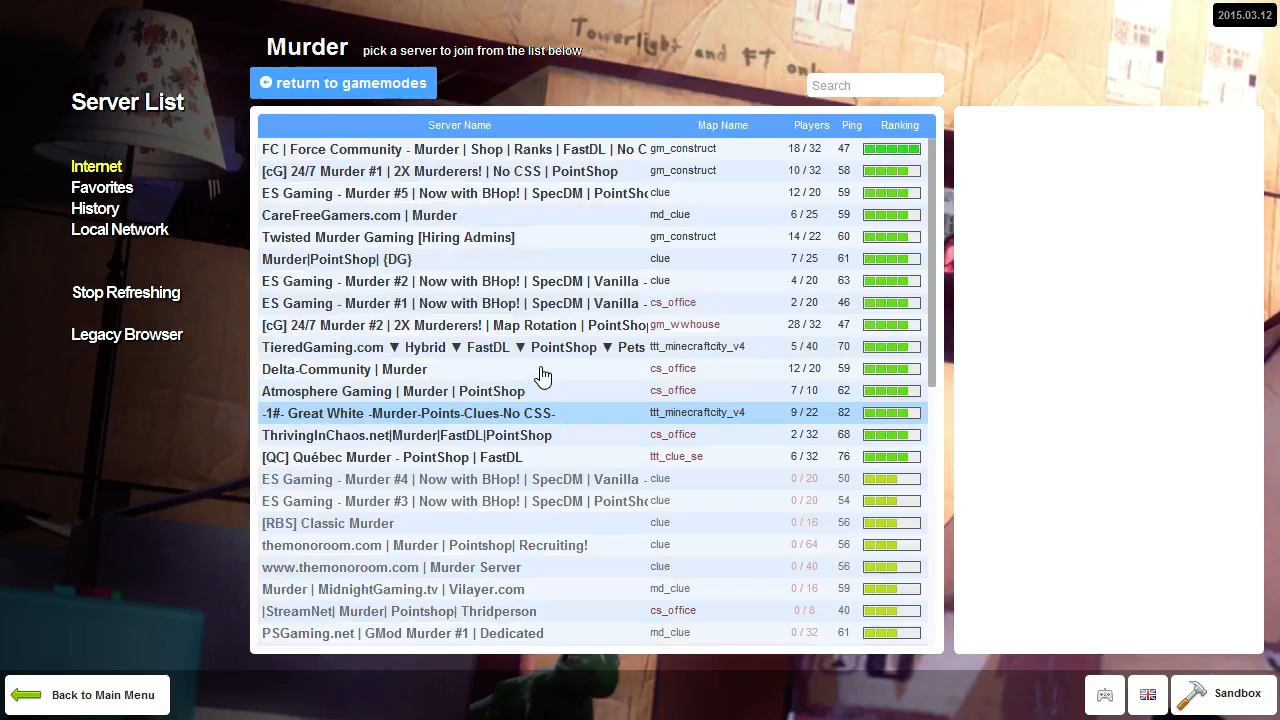 2015.03.12
Towerlight and FT only
Murder pick a server to join from the list below
return to gamemodes
Search
Server List
Internet
Favorites
History
Local Network
Stop Refreshing
Legacy Browser
Server Name Map Name Players Ping Ranking
FC | Force Community - Murder | Shop | Ranks | FastDL | No C gm_construct 18 / 32 47
[cG] 24/7 Murder #1 | 2X Murderers! | No CSS | PointShop gm_construct 10 / 32 58
ES Gaming - Murder #5 | Now with BHop! | SpecDM | PointSho clue 12 / 20 59
CareFreeGamers.com | Murder md_clue 6 / 25 59
Twisted Murder Gaming [Hiring Admins] gm_construct 14 / 22 60
Murder|PointShop| {DG} clue 7 / 25 61
ES Gaming - Murder #2 | Now with BHop! | SpecDM | Vanilla - clue 4 / 20 63
ES Gaming - Murder #1 | Now with BHop! | SpecDM | Vanilla - cs_office 2 / 20 46
[cG] 24/7 Murder #2 | 2X Murderers! | Map Rotation | PointShop gm_wwhouse 28 / 32 47
TieredGaming.com ▼ Hybrid ▼ FastDL ▼ PointShop ▼ Pets ttt_minecraftcity_v4 5 / 40 70
Delta-Community | Murder cs_office 12 / 20 59
Atmosphere Gaming | Murder | PointShop cs_office 7 / 10 62
-1#- Great White -Murder-Points-Clues-No CSS- ttt_minecraftcity_v4 9 / 22 82
ThrivingInChaos.net|Murder|FastDL|PointShop cs_office 2 / 32 68
[QC] Québec Murder - PointShop | FastDL ttt_clue_se 6 / 32 76
ES Gaming - Murder #4 | Now with BHop! | SpecDM | Vanilla - clue 0 / 20 50
ES Gaming - Murder #3 | Now with BHop! | SpecDM | PointSho clue 0 / 20 54
[RBS] Classic Murder clue 0 / 16 56
themonoroom.com | Murder | Pointshop| Recruiting! clue 0 / 64 56
www.themonoroom.com | Murder Server clue 0 / 40 56
Murder | MidnightGaming.tv | Vilayer.com md_clue 0 / 16 59
|StreamNet| Murder| Pointshop| Thridperson cs_office 0 / 8 40
PSGaming.net | GMod Murder #1 | Dedicated md_clue 0 / 32 61
Back to Main Menu
Sandbox